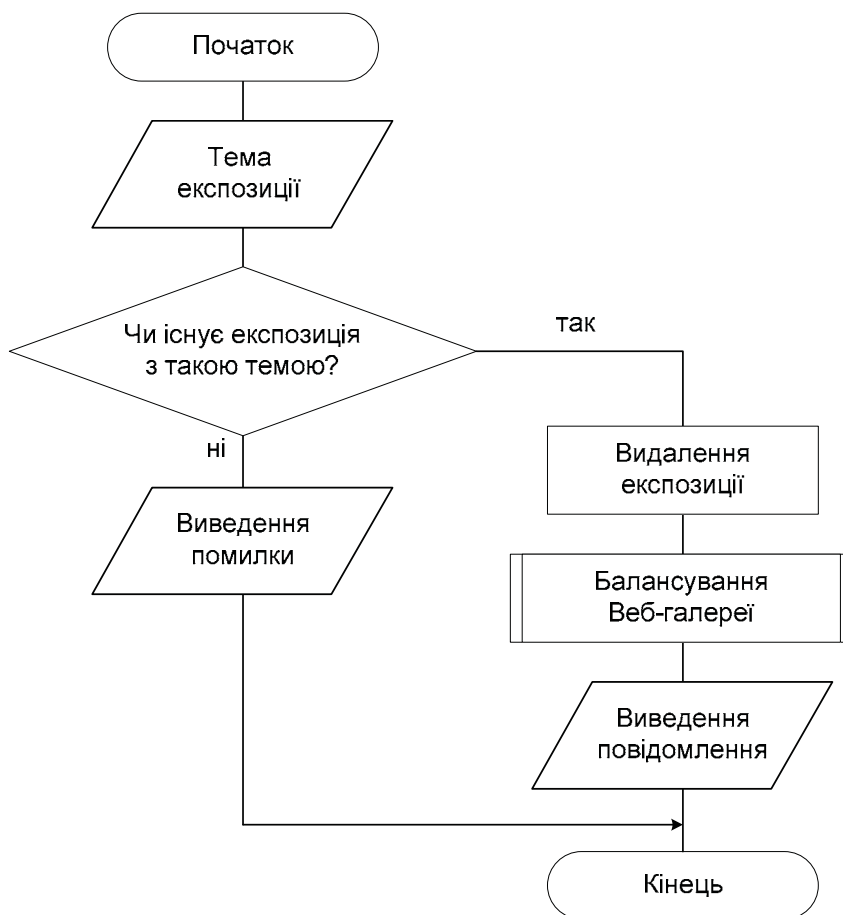 Початок
Тема
експозиції
Чи існує експозиція
з такою темою?
так
ні
Видалення
експозиції
Виведення
помилки
Балансування
Веб-галереї
Виведення
повідомлення
Кінець